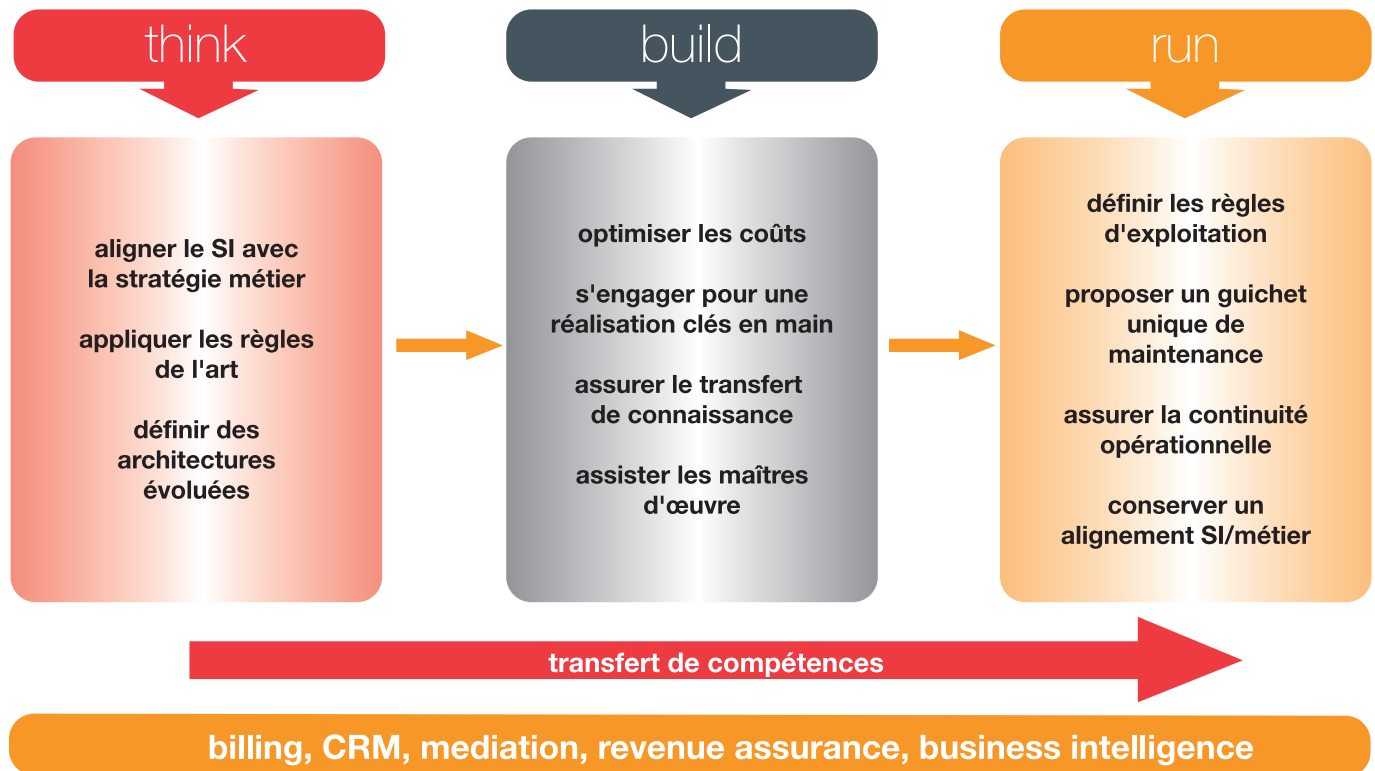 think
build
run
aligner le SI avec
la stratégie métier
appliquer les règles
de l'art
définir des
architectures
évoluées
optimiser les coûts
s'engager pour une
réalisation clés en main
assurer le transfert
de connaissance
assister les maîtres
d'œuvre
définir les règles
d'exploitation
proposer un guichet
unique de
maintenance
assurer la continuité
opérationnelle
conserver un
alignement SI/métier
transfert de compétences
billing, CRM, mediation, revenue assurance, business intelligence